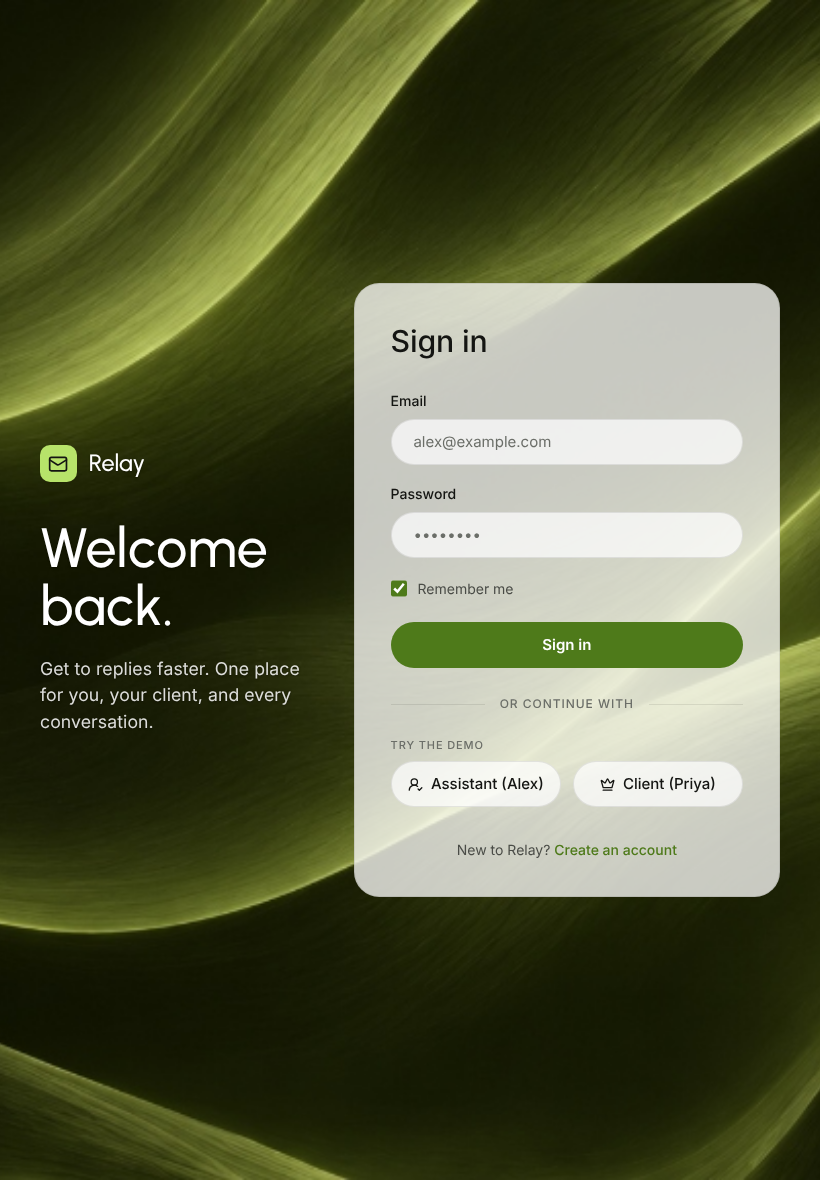 Relay
Welcome
back.
Get to replies faster. One place
for you, your client, and every
conversation.
Sign in
Email
alex@example.com
Password
••••••••
Remember me
Sign in
OR CONTINUE WITH
TRY THE DEMO
Assistant (Alex)
Client (Priya)
New to Relay? Create an account